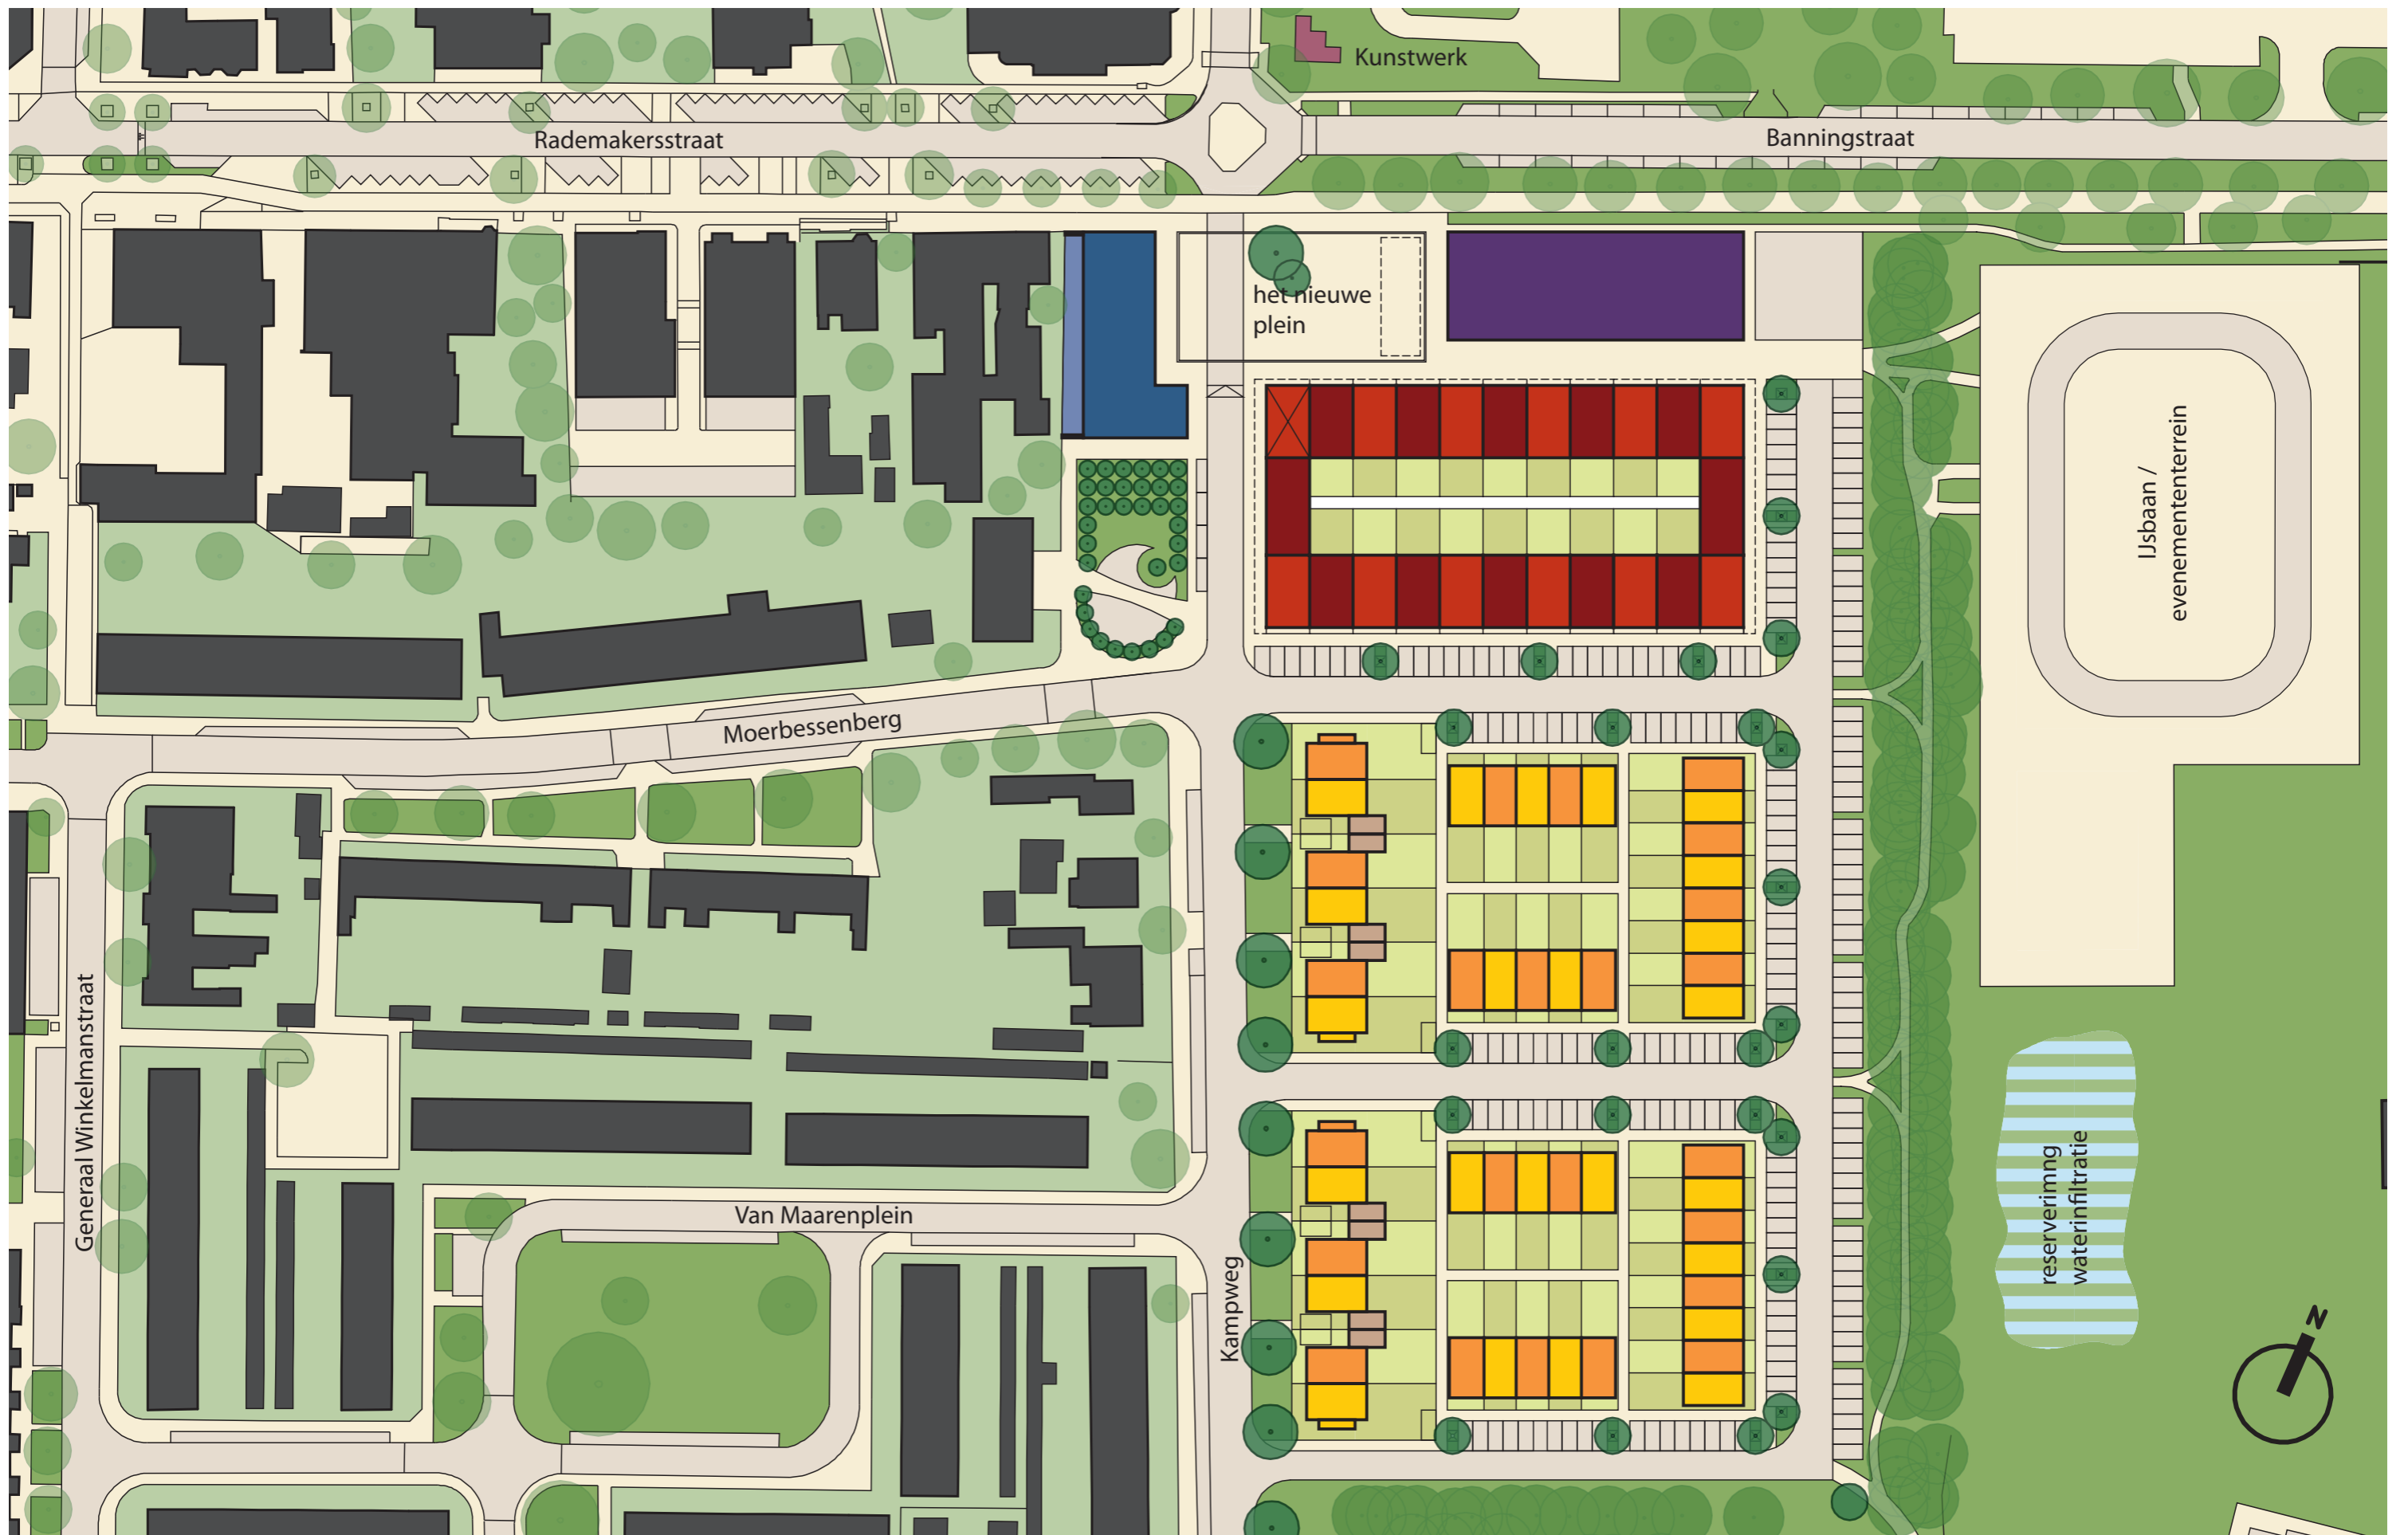 Kunstwerk
Rademakersstraat
Banningstraat
het nieuwe
plein
IJsbaan /
evenemententerrein
Moerbessenberg
Generaal Winkelmanstraat
Van Maarenplein
Kampweg
reserverimng
waterinfiltratie
N